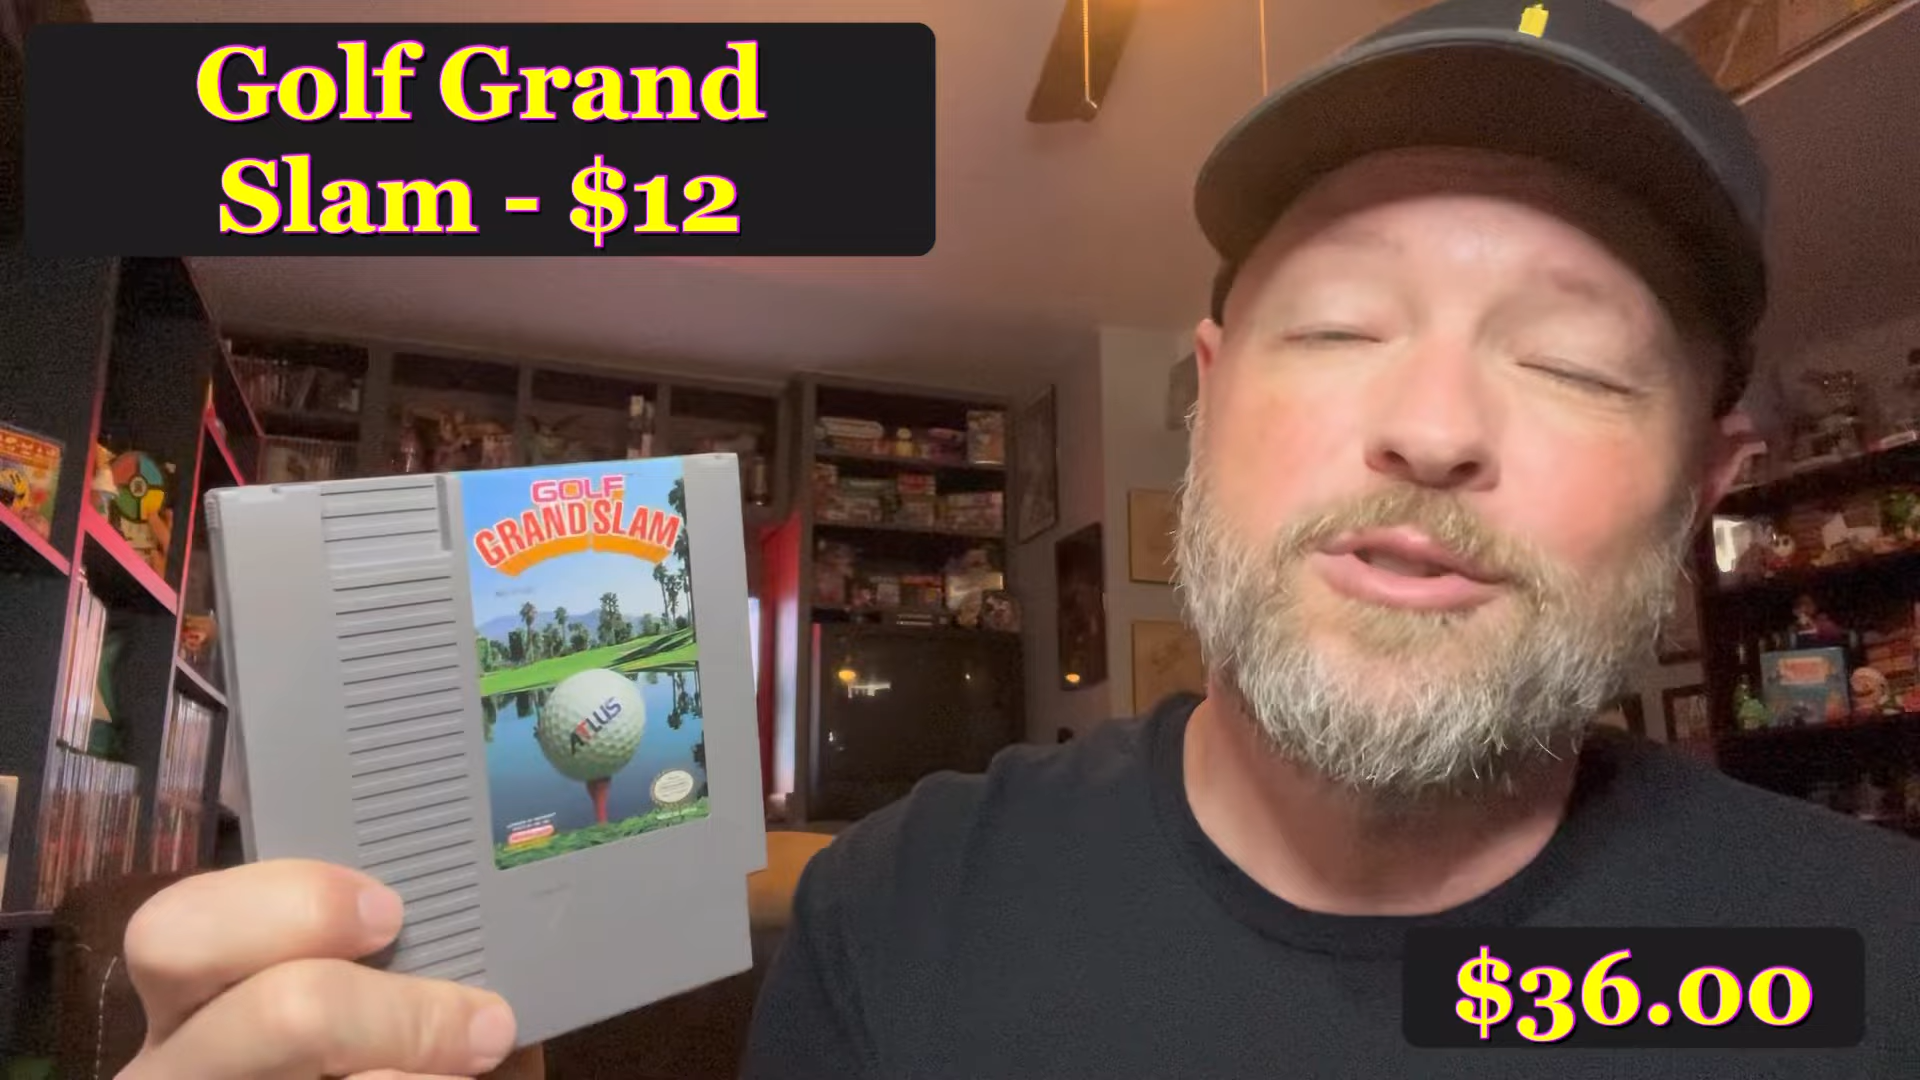 Golf Grand
Slam - $12
GOLF
GRAND SLAM
ATLUS
$36.00